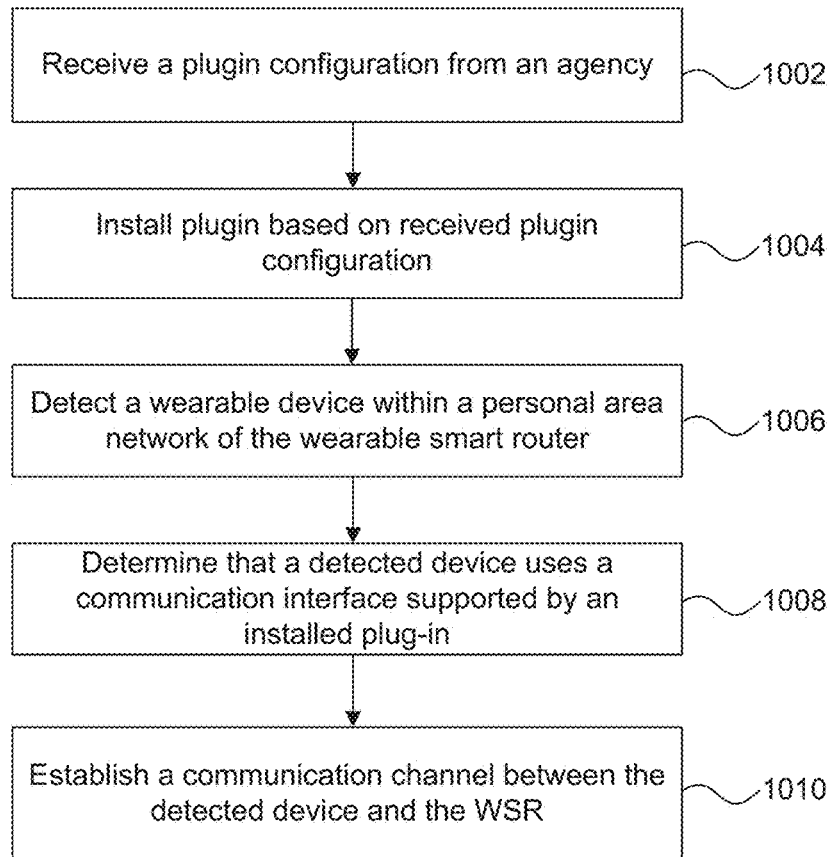 Receive a plugin configuration from an agency
1002
Install plugin based on received plugin
configuration
1004
Detect a wearable device within a personal area
network of the wearable smart router
1006
Determine that a detected device uses a
communication interface supported by an
installed plug-in
1008
Establish a communication channel between the
detected device and the WSR
1010